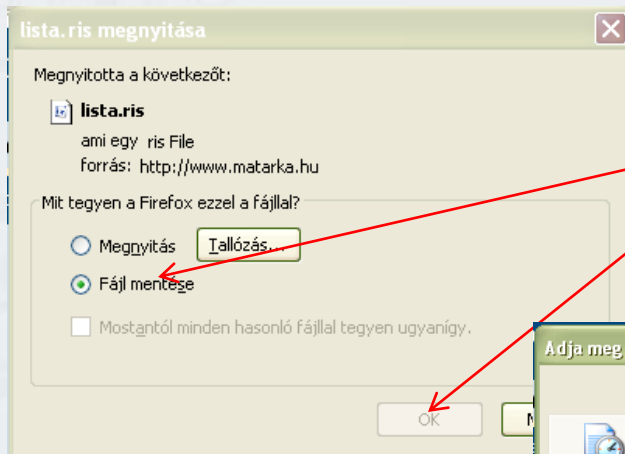 lista.ris megnyitása
Megnyitotta a következőt:
lista.ris
ami egy ris File
forrás: http://www.matarka.hu
Mit tegyen a Firefox ezzel a fájllal?
Megnyitás Tallózás...
Fájl mentése
Mostantól minden hasonló fájllal tegyen ugyanígy.
OK
Adja meg